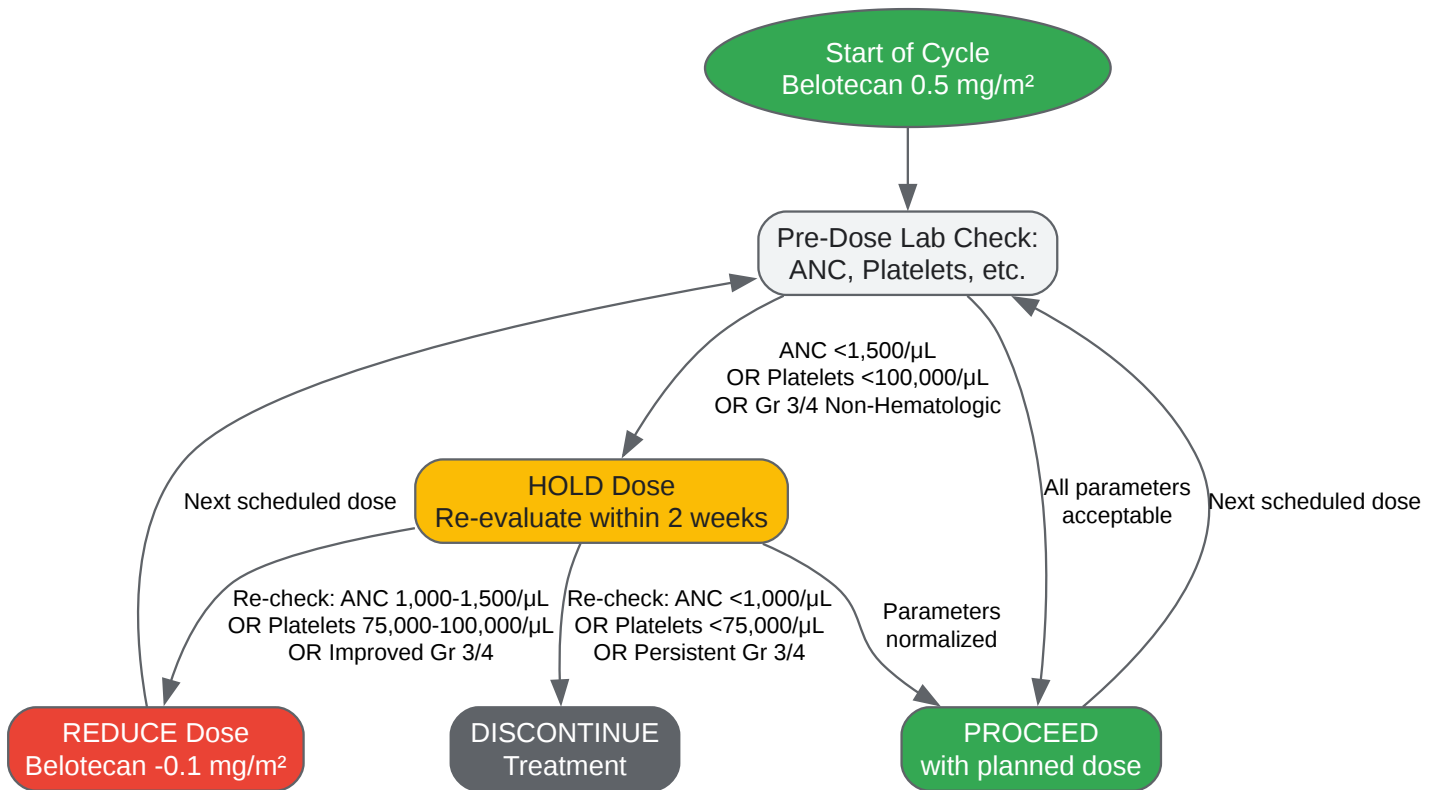 Start of Cycle
Belotecan 0.5 mg/m²
Pre-Dose Lab Check:
ANC, Platelets, etc.
ANC <1,500/μL
OR Platelets <100,000/μL
OR Gr 3/4 Non-Hematologic
Next scheduled dose
HOLD Dose
Re-evaluate within 2 weeks
All parameters
acceptable
Next scheduled dose
Re-check: ANC 1,000-1,500/μL
OR Platelets 75,000-100,000/μL
OR Improved Gr 3/4
Re-check: ANC <1,000/μL
OR Platelets <75,000/μL
OR Persistent Gr 3/4
Parameters
normalized
REDUCE Dose
Belotecan -0.1 mg/m²
DISCONTINUE
Treatment
PROCEED
with planned dose